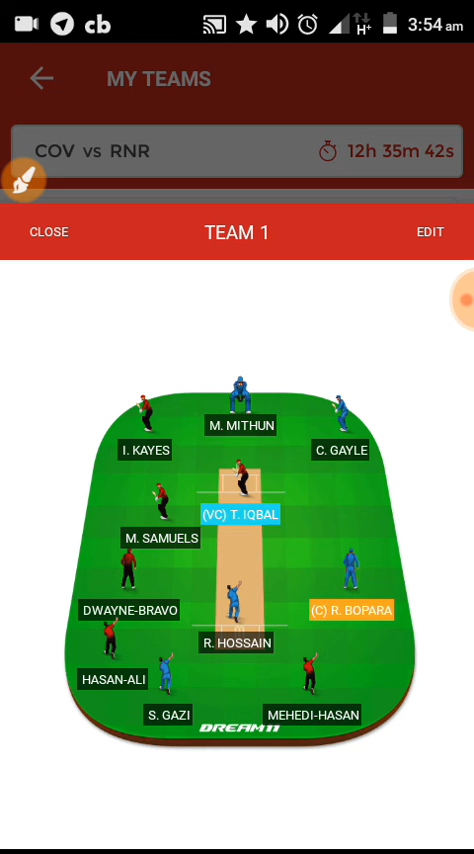 cb
H+
3:54 am
MY TEAMS
COV vs RNR
12h 35m 42s
CLOSE
TEAM 1
EDIT
M. MITHUN
I. KAYES
C. GAYLE
(VC) T. IQBAL
M. SAMUELS
DWAYNE-BRAVO
(C) R. BOPARA
R. HOSSAIN
HASAN-ALI
S. GAZI
MEHEDI-HASAN
DREAM11